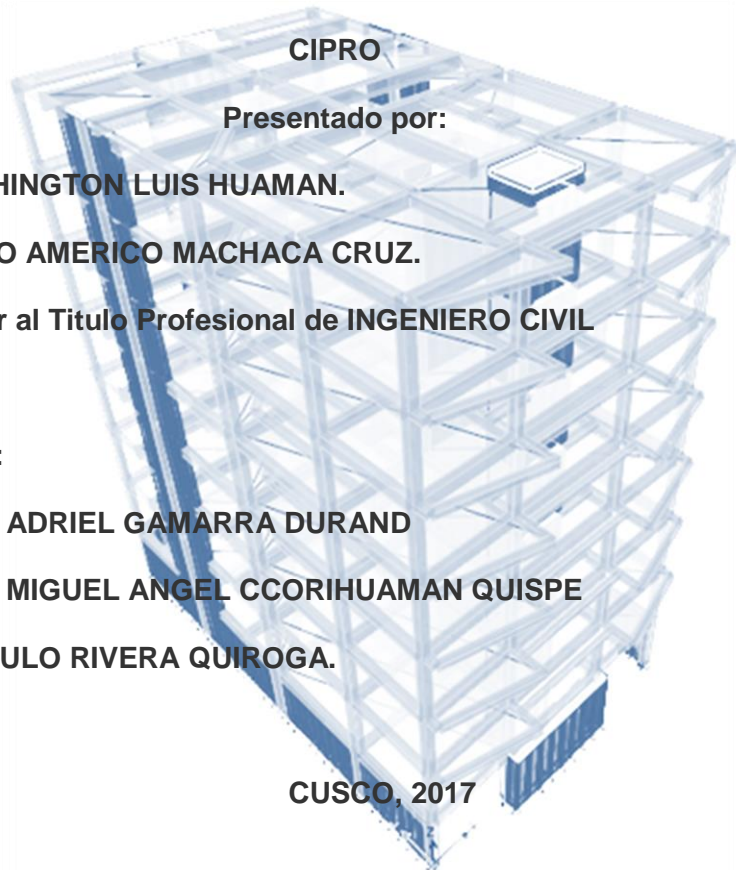 CIPRO
Presentado por:
HINGTON LUIS HUAMAN.
O AMERICO MACHACA CRUZ.
r al Titulo Profesional de INGENIERO CIVIL
:
ADRIEL GAMARRA DURAND
MIGUEL ANGEL CCORIHUAMAN QUISPE
ULO RIVERA QUIROGA.
CUSCO, 2017